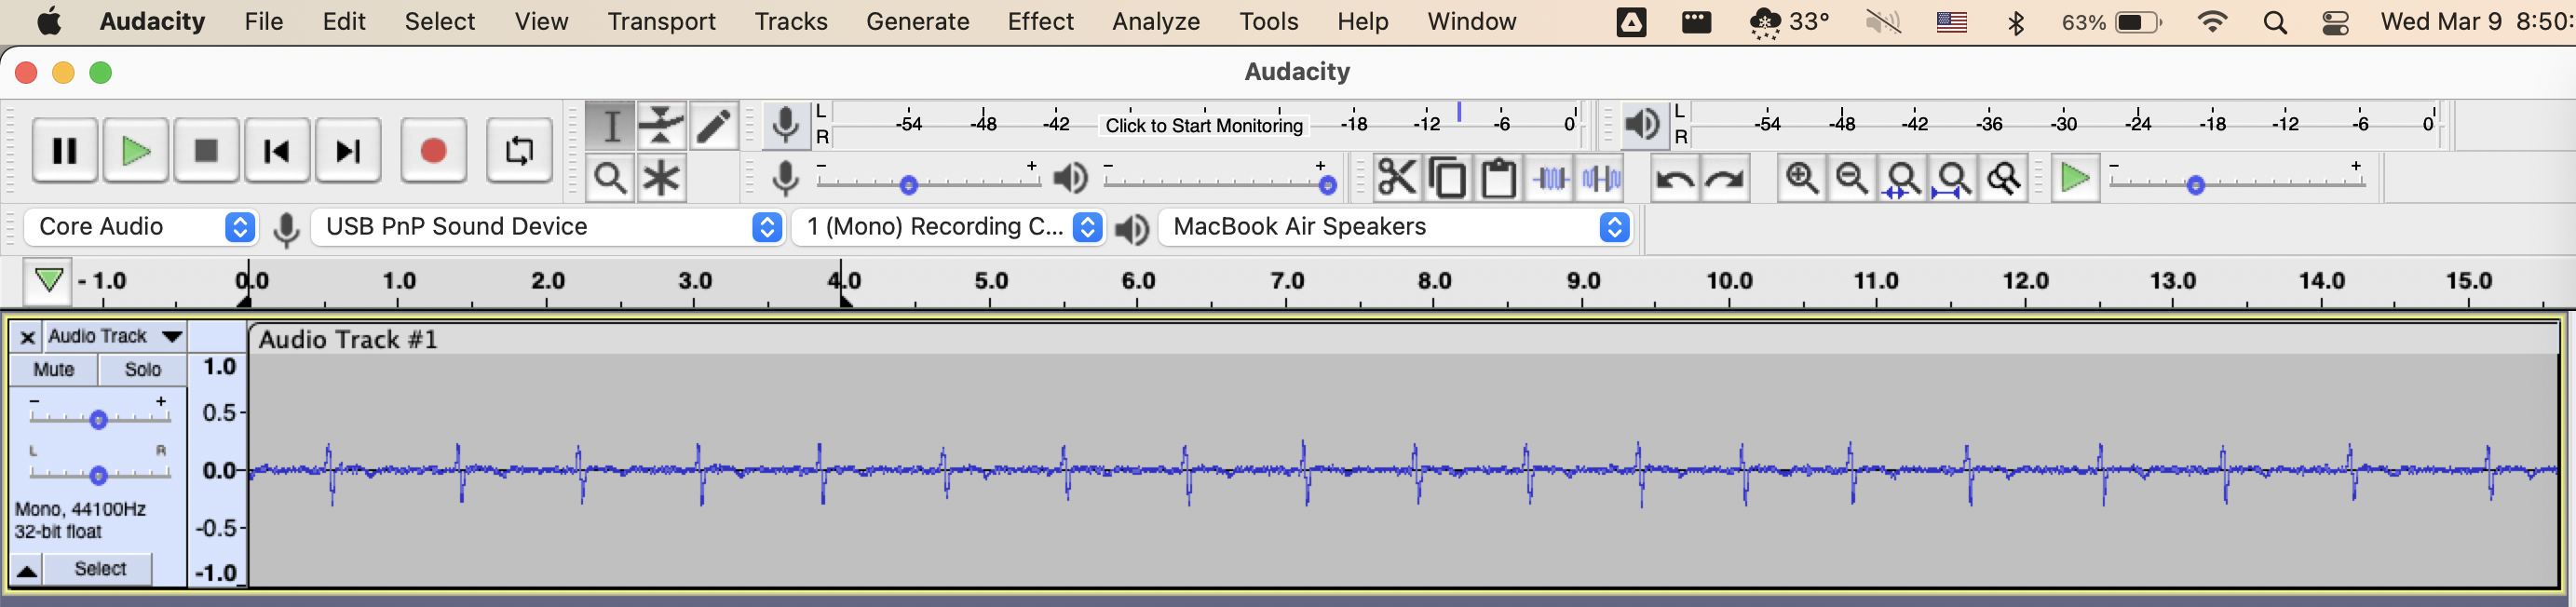 Audacity File Edit Select View Transport Tracks Generate Effect Analyze Tools Help Window 33° 63% Wed Mar 9 8:50:
Audacity
L -54 -48 -42 Click to Start Monitoring -18 -12 -6 0 L -54 -48 -42 -36 -30 -24 -18 -12 -6 0
R R
- + - + - +
Core Audio USB PnP Sound Device 1 (Mono) Recording C... MacBook Air Speakers
- 1.0 0.0 1.0 2.0 3.0 4.0 5.0 6.0 7.0 8.0 9.0 10.0 11.0 12.0 13.0 14.0 15.0
× Audio Track Audio Track #1
Mute Solo 1.0
- + 0.5
L R 0.0
Mono, 44100Hz
32-bit float -0.5
Select -1.0